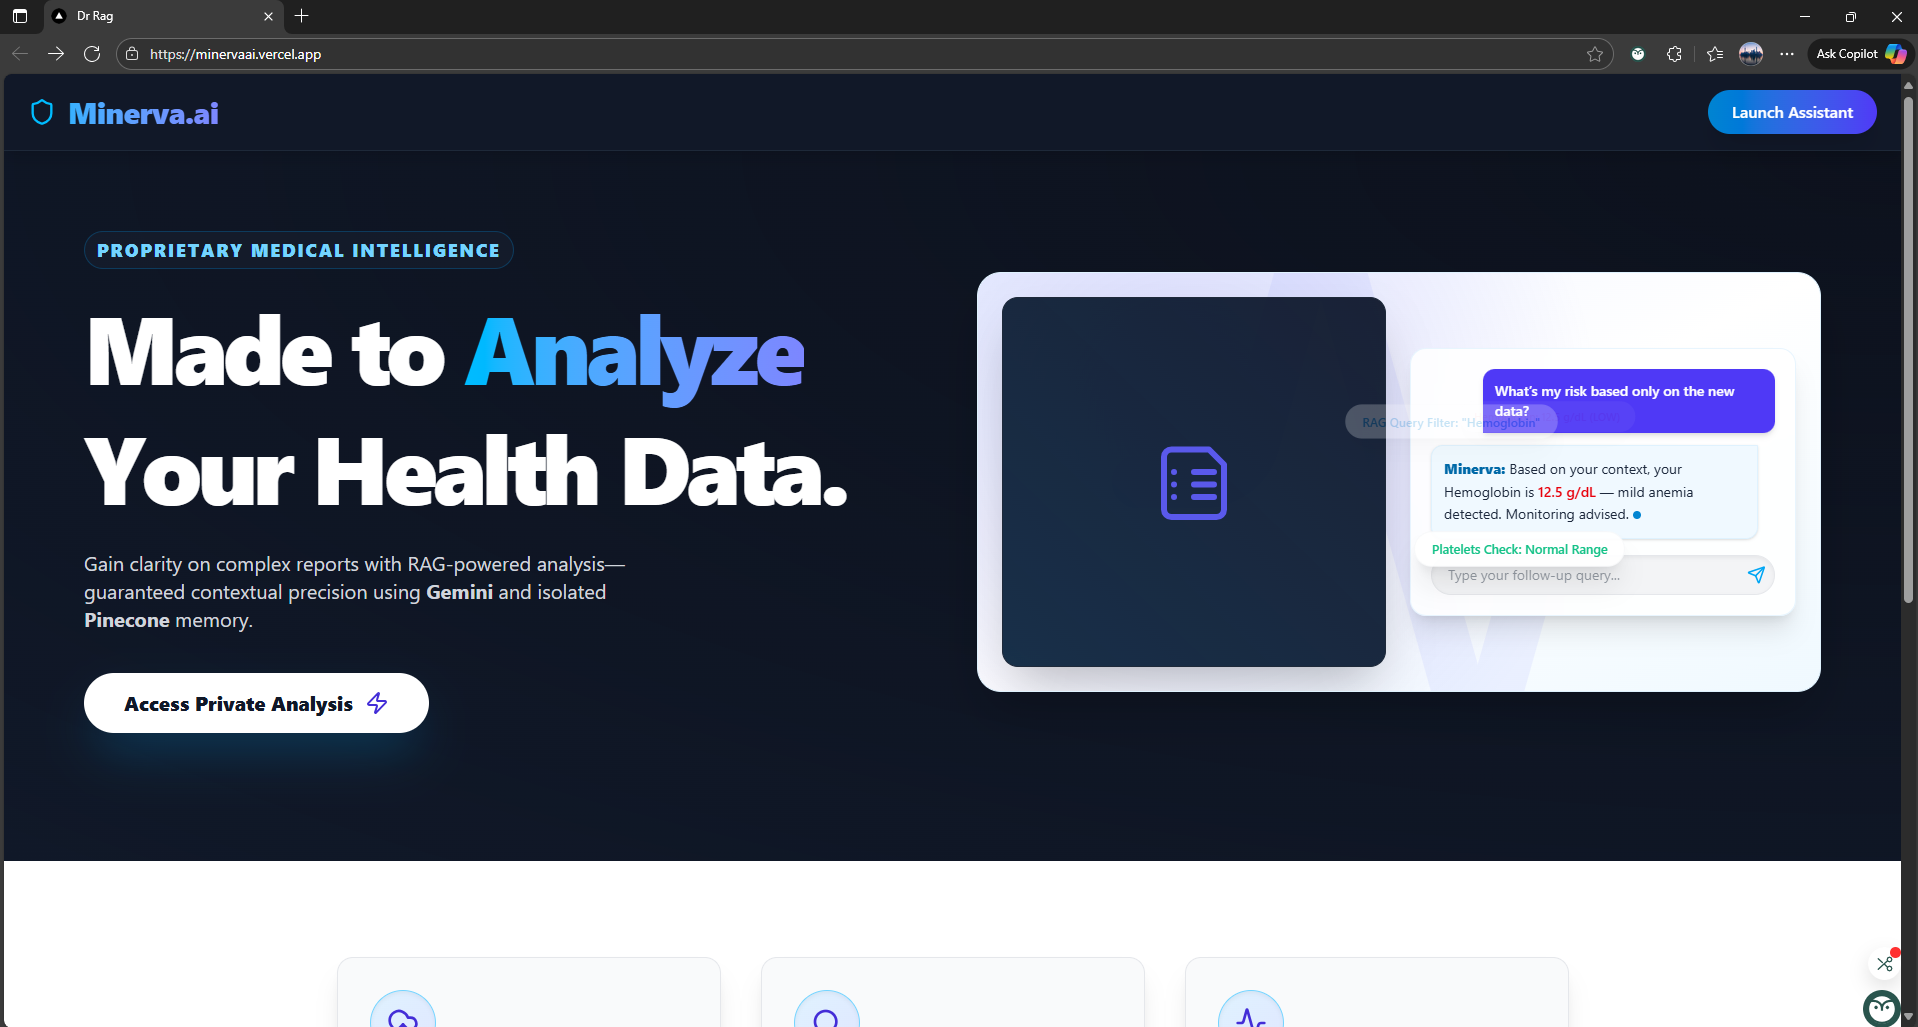 Dr Rag
https://minervaai.vercel.app
Ask Copilot
Minerva.ai
Launch Assistant
PROPRIETARY MEDICAL INTELLIGENCE
Made to Analyze
Your Health Data.
Gain clarity on complex reports with RAG-powered analysis—
guaranteed contextual precision using Gemini and isolated
Pinecone memory.
Access Private Analysis
What's my risk based only on the new
data?
RAG Query Filter: "Hemoglobin"
Minerva: Based on your context, your
Hemoglobin is 12.5 g/dL — mild anemia
detected. Monitoring advised.
Platelets Check: Normal Range
Type your follow-up query...